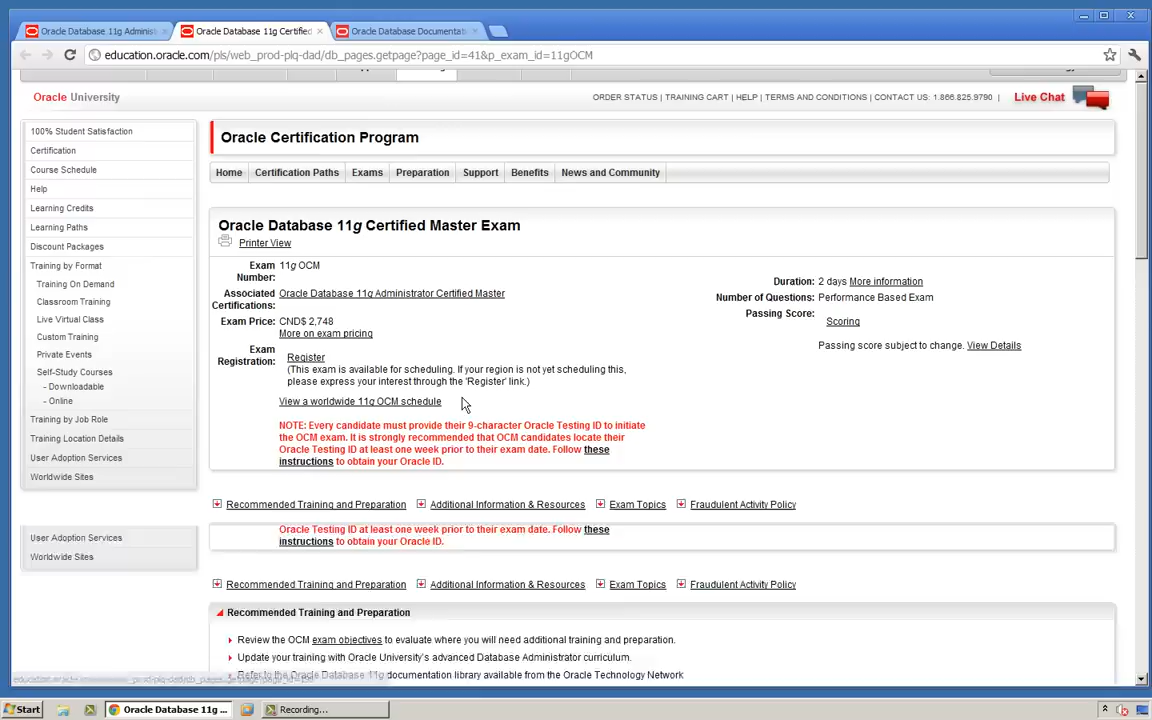 Oracle Database 11g Administ
Oracle Database 11g Certified
Oracle Database Documentat
education.oracle.com/pls/web_prod-plq-dad/db_pages.getpage?page_id=41&p_exam_id=11gOCM
Oracle University
ORDER STATUS | TRAINING CART | HELP | TERMS AND CONDITIONS | CONTACT US: 1.866.825.9790 |
Live Chat
100% Student Satisfaction
Certification
Course Schedule
Help
Learning Credits
Learning Paths
Discount Packages
Training by Format
Training On Demand
Classroom Training
Live Virtual Class
Custom Training
Private Events
Self-Study Courses
- Downloadable
- Online
Training by Job Role
Training Location Details
User Adoption Services
Worldwide Sites
User Adoption Services
Worldwide Sites
Oracle Certification Program
Home
Certification Paths
Exams
Preparation
Support
Benefits
News and Community
Oracle Database 11g Certified Master Exam
Printer View
Exam Number: 11g OCM
Associated Certifications: Oracle Database 11g Administrator Certified Master
Exam Price: CND$ 2,748
More on exam pricing
Exam Registration: Register
(This exam is available for scheduling. If your region is not yet scheduling this,
please express your interest through the 'Register' link.)
View a worldwide 11g OCM schedule
NOTE: Every candidate must provide their 9-character Oracle Testing ID to initiate
the OCM exam. It is strongly recommended that OCM candidates locate their
Oracle Testing ID at least one week prior to their exam date. Follow these
instructions to obtain your Oracle ID.
Duration: 2 days More information
Number of Questions: Performance Based Exam
Passing Score:
Scoring
Passing score subject to change. View Details
Recommended Training and Preparation
Additional Information & Resources
Exam Topics
Fraudulent Activity Policy
Oracle Testing ID at least one week prior to their exam date. Follow these
instructions to obtain your Oracle ID.
Recommended Training and Preparation
Additional Information & Resources
Exam Topics
Fraudulent Activity Policy
Recommended Training and Preparation
Review the OCM exam objectives to evaluate where you will need additional training and preparation.
Update your training with Oracle University's advanced Database Administrator curriculum.
Refer to the Oracle Database 11g documentation library available from the Oracle Technology Network
Start
Oracle Database 11g ...
Recording...